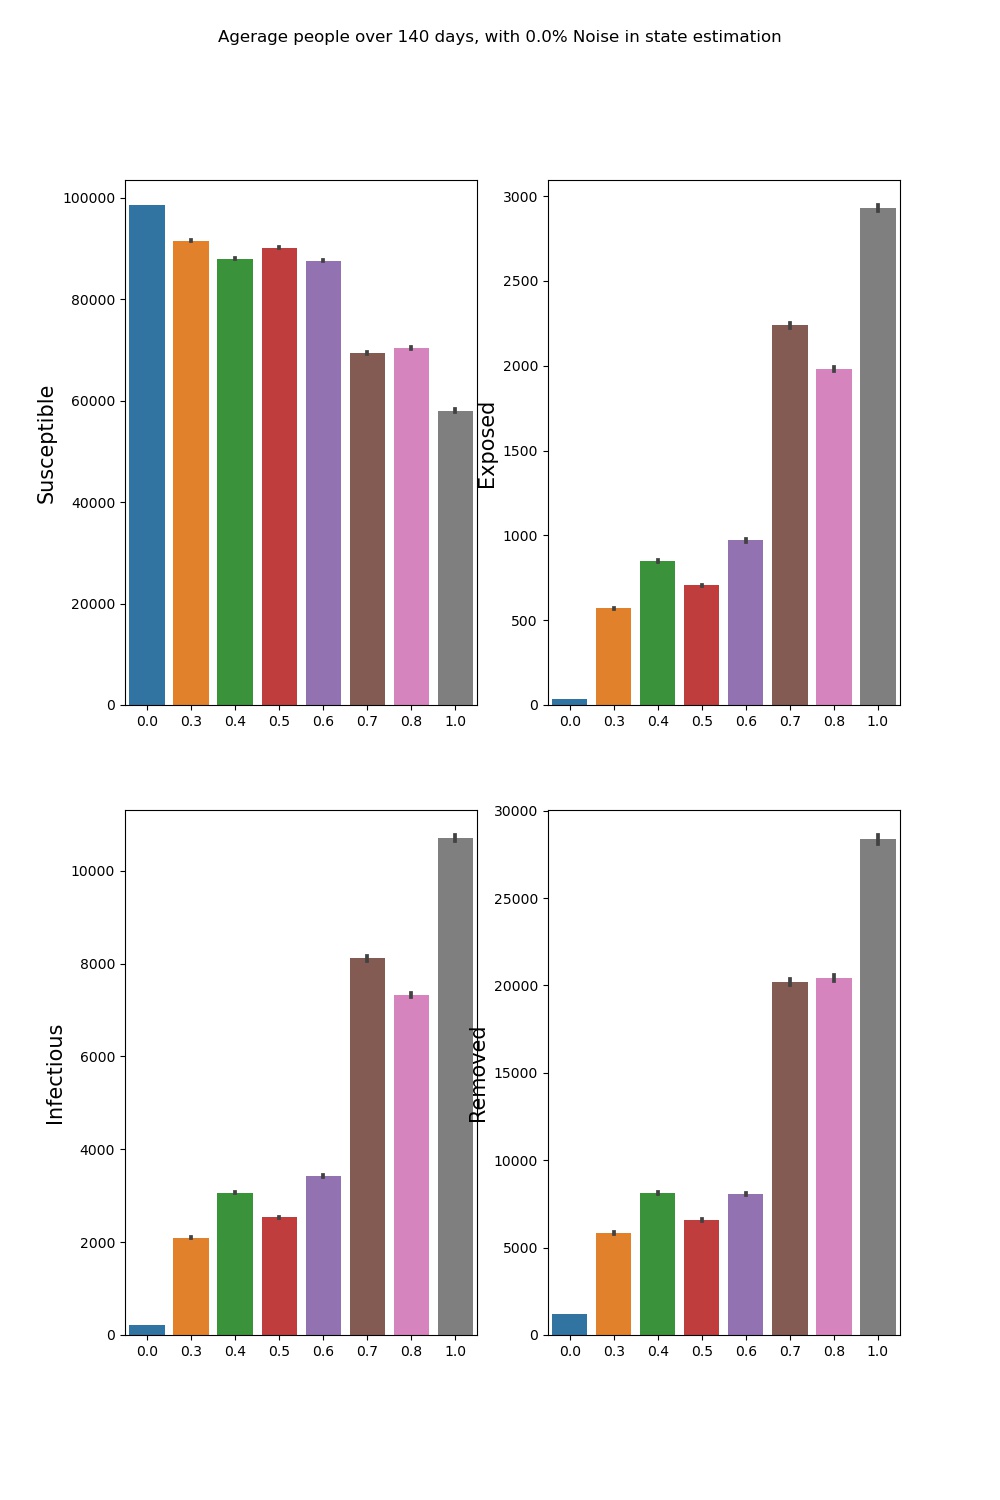 Agerage people over 140 days, with 0.0% Noise in state estimation
Susceptible
100000
80000
60000
40000
20000
0
0.0 0.3 0.4 0.5 0.6 0.7 0.8 1.0
Exposed
3000
2500
2000
1500
1000
500
0
0.0 0.3 0.4 0.5 0.6 0.7 0.8 1.0
Infectious
10000
8000
6000
4000
2000
0
0.0 0.3 0.4 0.5 0.6 0.7 0.8 1.0
Removed
30000
25000
20000
15000
10000
5000
0
0.0 0.3 0.4 0.5 0.6 0.7 0.8 1.0